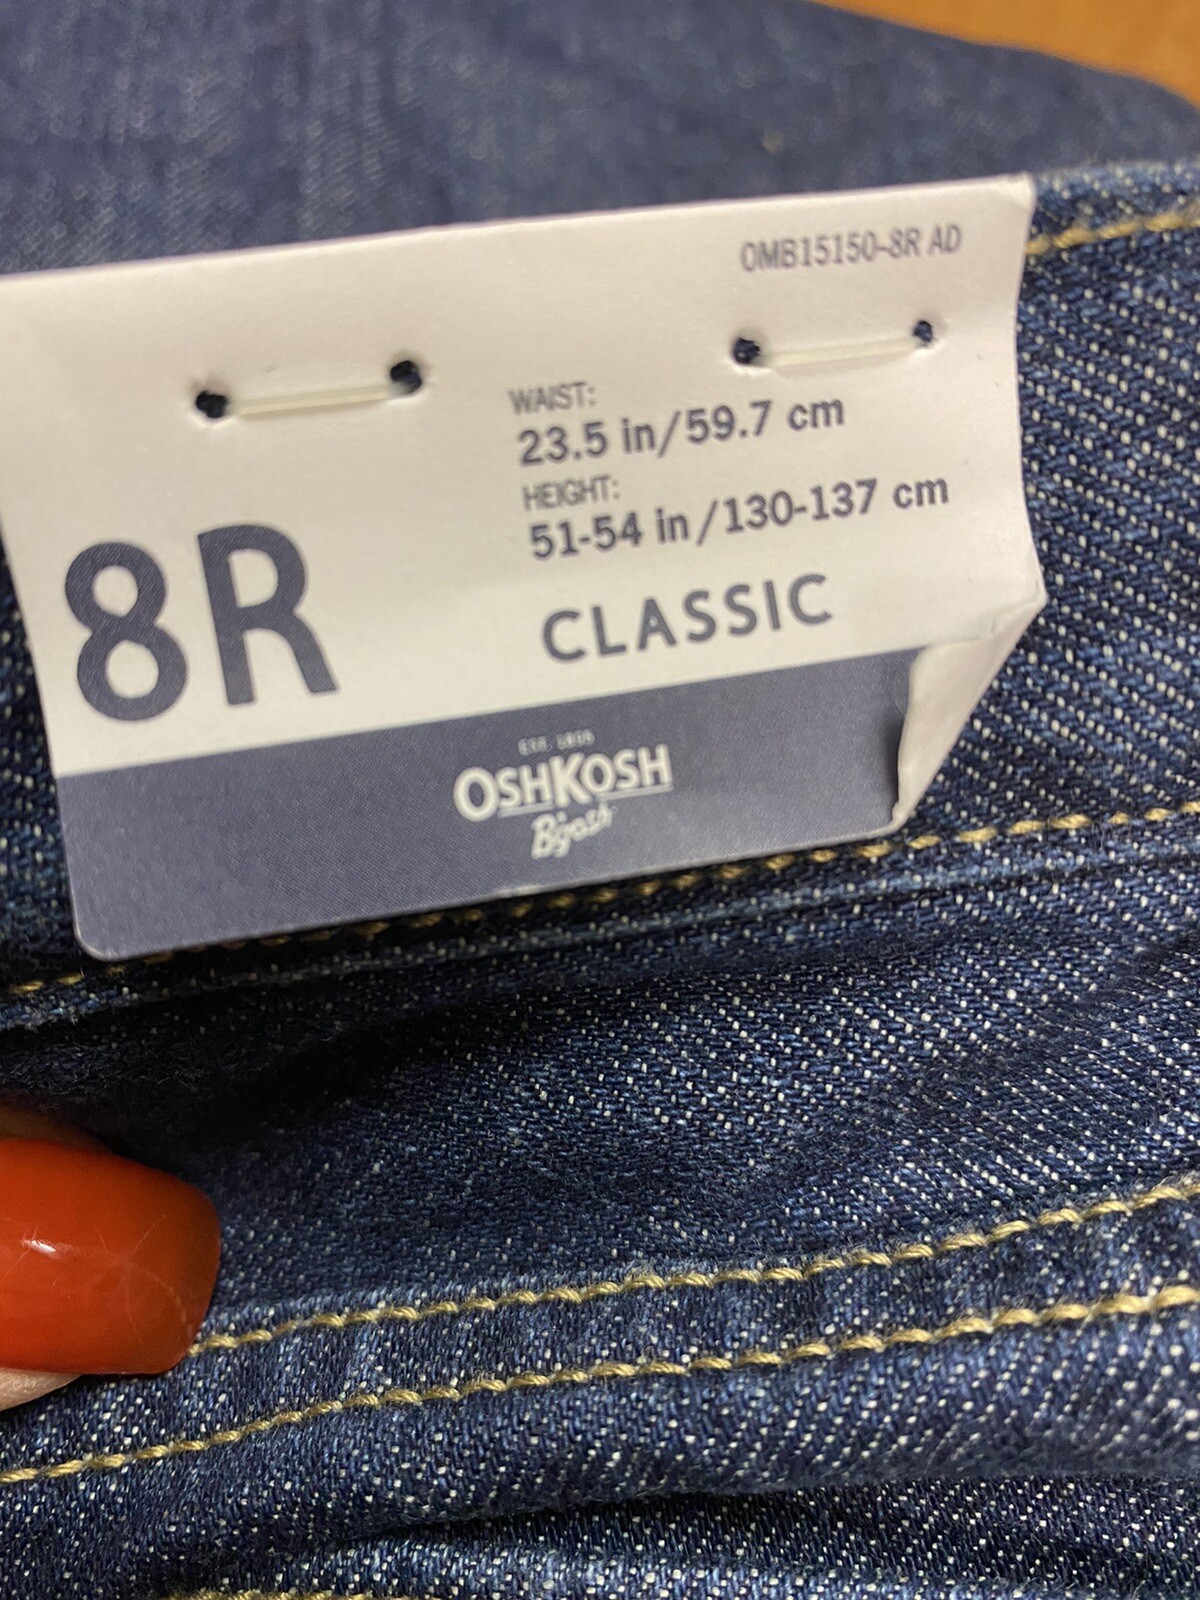 OMB15150-8R AD
WAIST:
23.5 in/59.7 cm
HEIGHT:
51-54 in/130-137 cm
8R
CLASSIC
OSHKOSH
B'gosh